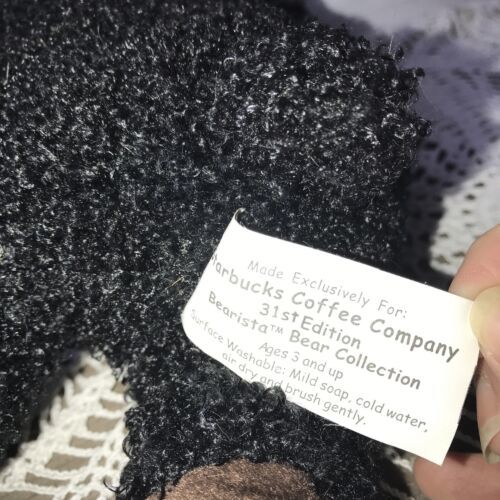 Made Exclusively For:
Starbucks Coffee Company
31st Edition
Bearista™ Bear Collection
Ages 3 and up
Surface Washable: Mild soap, cold water,
air dry and brush gently.